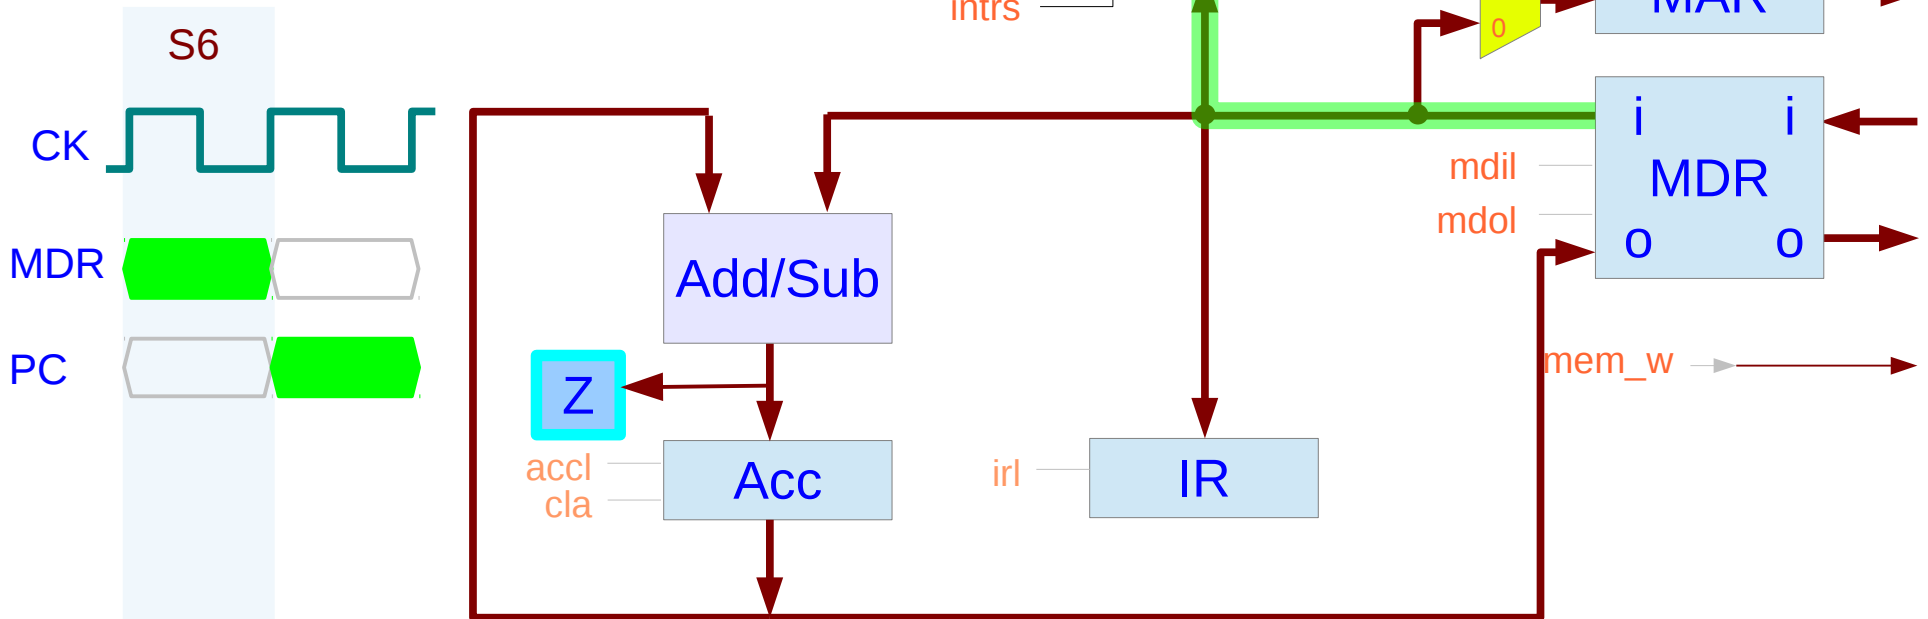 intrs
MAR
S6
0
i i
CK
mdil
MDR
mdol
o o
MDR
Add/Sub
mem_w
PC
Z
accl
Acc
irl
IR
cla